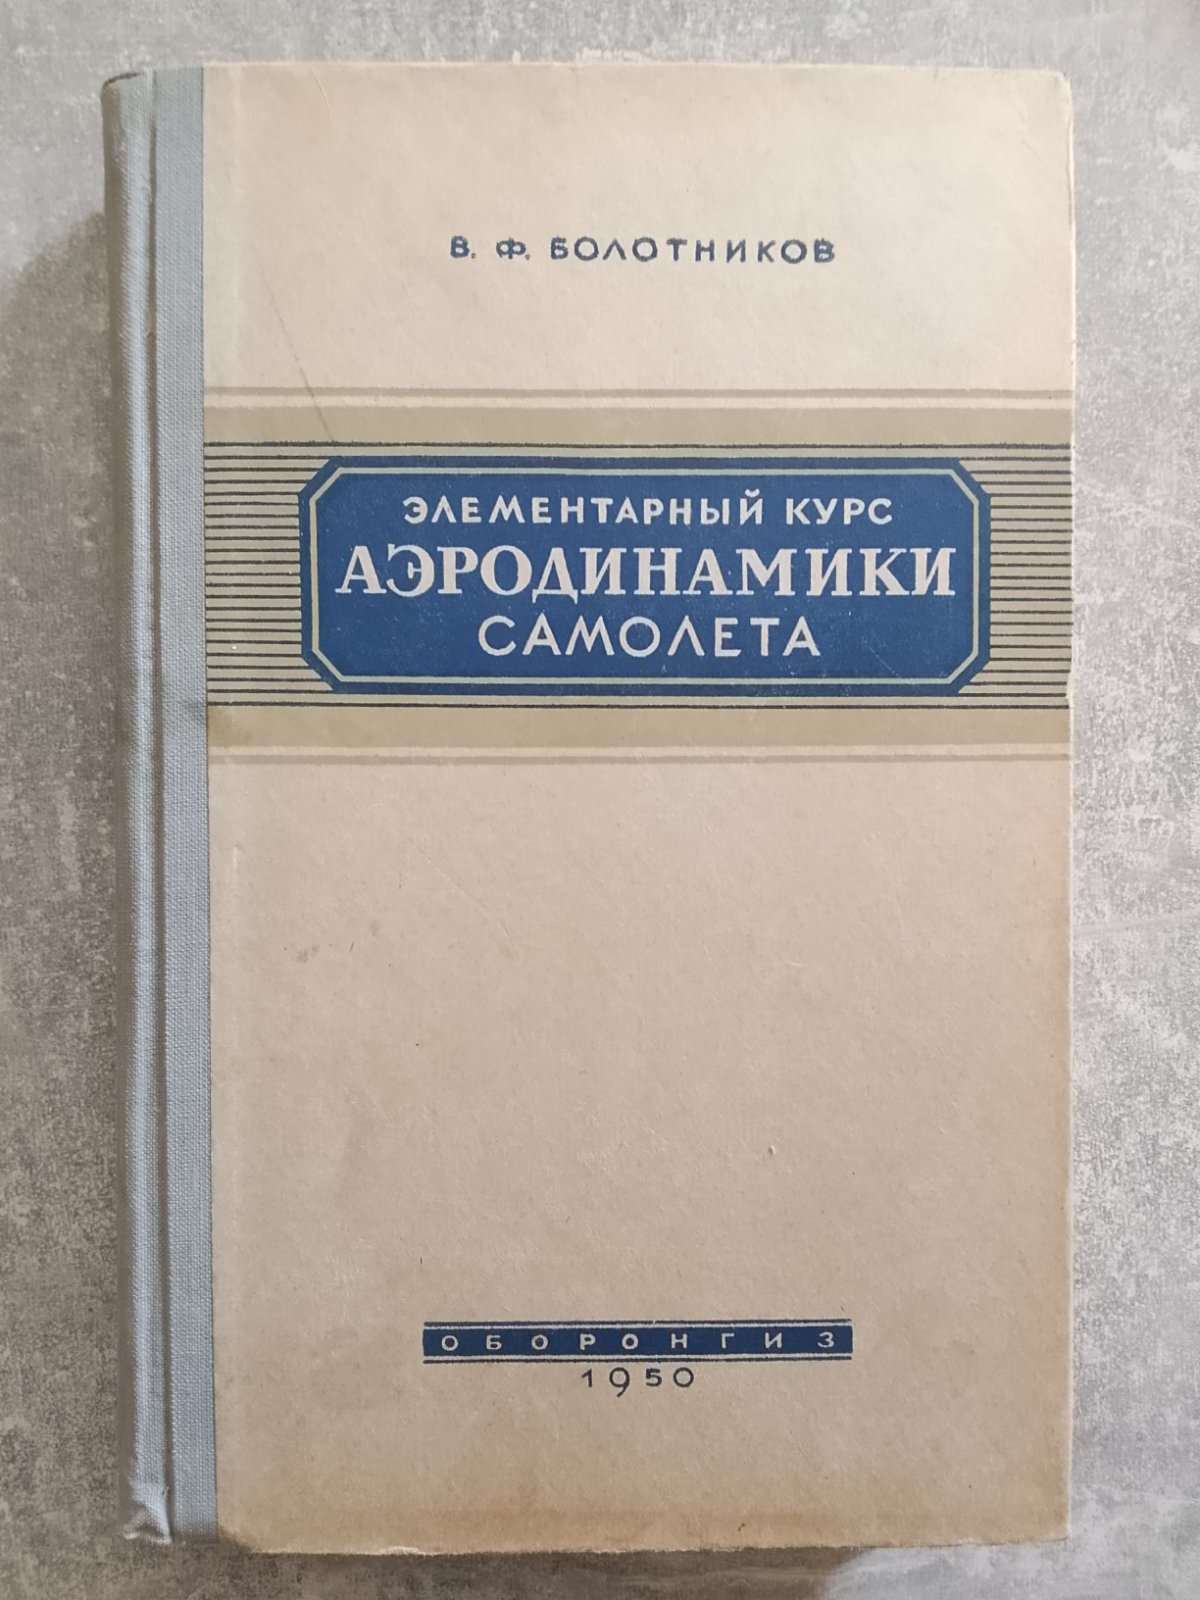 В. Ф. БОЛОТНИКОВ
ЭЛЕМЕНТАРНЫЙ КУРС
АЭРОДИНАМИКИ
САМОЛЕТА
ОБОРОНГИЗ
1950